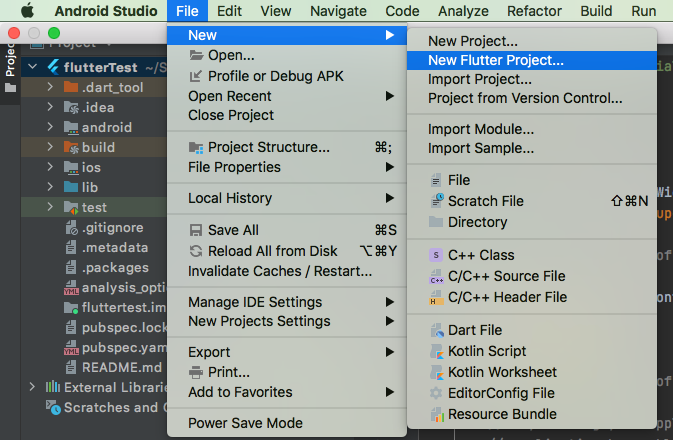 Android Studio File Edit View Navigate Code Analyze Refactor Build Run
Project
Project
flutterTest
.dart_tool
.idea
android
build
ios
lib
test
.gitignore
.metadata
.packages
analysis_opti
fluttertest.im
pubspec.lock
pubspec.yam
README.md
External Librarie
Scratches and C
New
Open...
Profile or Debug APK
Open Recent
Close Project
Project Structure... ⌘;
File Properties
Local History
Save All ⌘S
Reload All from Disk ⌥⌘Y
Invalidate Caches / Restart...
Manage IDE Settings
New Projects Settings
Export
Print...
Add to Favorites
Power Save Mode
New Project...
New Flutter Project...
Import Project...
Project from Version Control...
Import Module...
Import Sample...
File
Scratch File ⇧⌘N
Directory
C++ Class
C/C++ Source File
C/C++ Header File
Dart File
Kotlin Script
Kotlin Worksheet
EditorConfig File
Resource Bundle